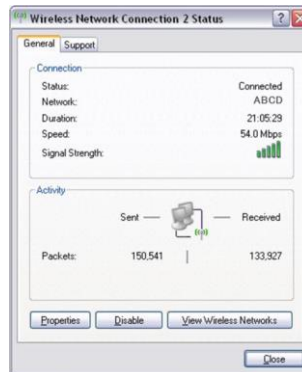 Wireless Network Connection 2 Status
General Support
Connection
Status: Connected
Network: ABCD
Duration: 21:05:29
Speed: 54.0 Mbps
Signal Strength:
Activity
Sent — — Received
Packets: 150,541 | 133,927
Properties Disable View Wireless Networks
Close